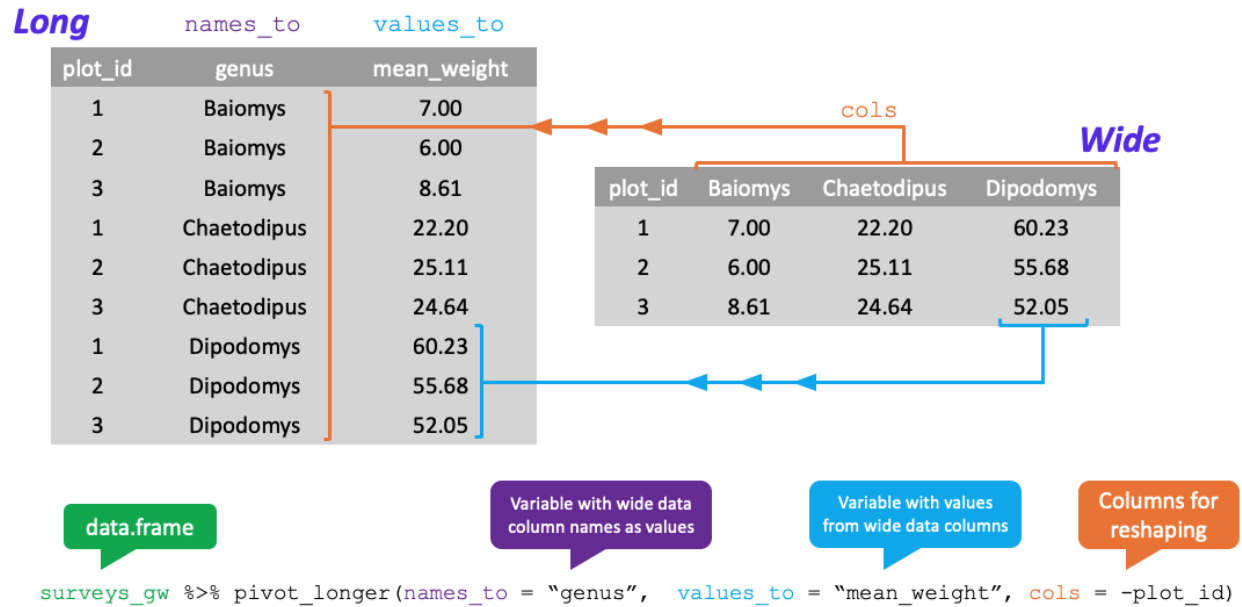 Long names_to values_to
plot_id genus mean_weight
1 Baiomys 7.00
2 Baiomys 6.00
3 Baiomys 8.61
1 Chaetodipus 22.20
2 Chaetodipus 25.11
3 Chaetodipus 24.64
1 Dipodomys 60.23
2 Dipodomys 55.68
3 Dipodomys 52.05
cols
Wide
plot_id Baiomys Chaetodipus Dipodomys
1 7.00 22.20 60.23
2 6.00 25.11 55.68
3 8.61 24.64 52.05
data.frame
Variable with wide data
column names as values
Variable with values
from wide data columns
Columns for
reshaping
surveys_gw %>% pivot_longer(names_to = “genus”, values_to = “mean_weight”, cols = -plot_id)